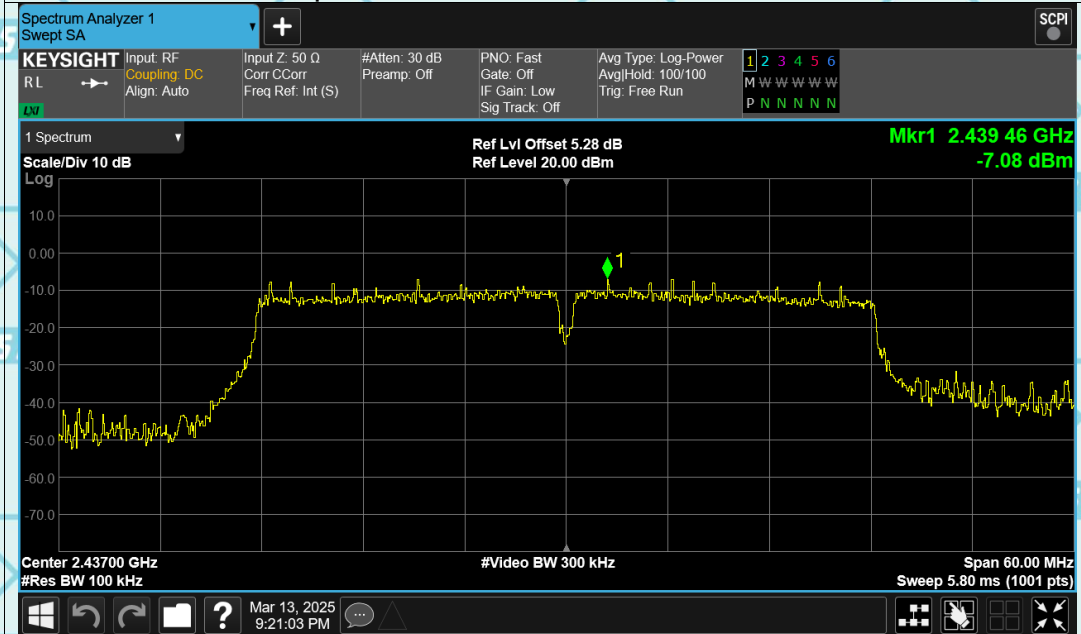 Spectrum Analyzer 1
Swept SA
+
SCPI
KEYSIGHT
R L
LXI
Input: RF
Coupling: DC
Align: Auto
Input Z: 50 Ω
Corr CCorr
Freq Ref: Int (S)
#Atten: 30 dB
Preamp: Off
PNO: Fast
Gate: Off
IF Gain: Low
Sig Track: Off
Avg Type: Log-Power
Avg|Hold: 100/100
Trig: Free Run
1 2 3 4 5 6
M W W W W W
P N N N N N
1 Spectrum
Scale/Div 10 dB
Log
Ref Lvl Offset 5.28 dB
Ref Level 20.00 dBm
Mkr1 2.439 46 GHz
-7.08 dBm
10.0
0.00
-10.0
-20.0
-30.0
-40.0
-50.0
-60.0
-70.0
1
Center 2.43700 GHz
#Res BW 100 kHz
#Video BW 300 kHz
Span 60.00 MHz
Sweep 5.80 ms (1001 pts)
?
Mar 13, 2025
9:21:03 PM